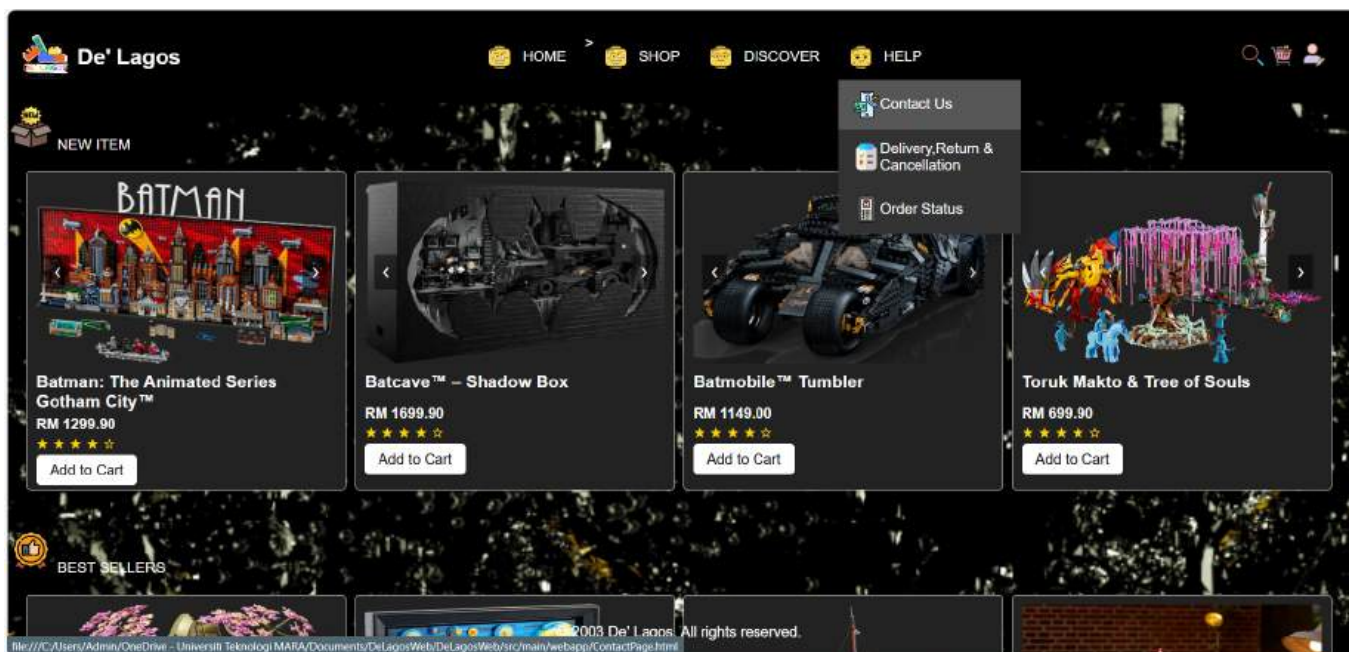 De' Lagos
HOME
>
SHOP
DISCOVER
HELP
Contact Us
Delivery,Return &
Cancellation
Order Status
NEW ITEM
BATMAN
Batman: The Animated Series
Gotham City™
RM 1299.90
★ ★ ★ ★ ☆
Add to Cart
Batcave™ – Shadow Box
RM 1699.90
★ ★ ★ ★ ☆
Add to Cart
Batmobile™ Tumbler
RM 1149.00
★ ★ ★ ★ ☆
Add to Cart
Toruk Makto & Tree of Souls
RM 699.90
★ ★ ★ ★ ☆
Add to Cart
BEST SELLERS
2003 De' Lagos. All rights reserved.
file:///C:/Users/Admin/OneDrive - Universiti Teknologi MARA/Documents/DeLagosWeb/DeLagosWeb/src/main/webapp/ContactPage.html